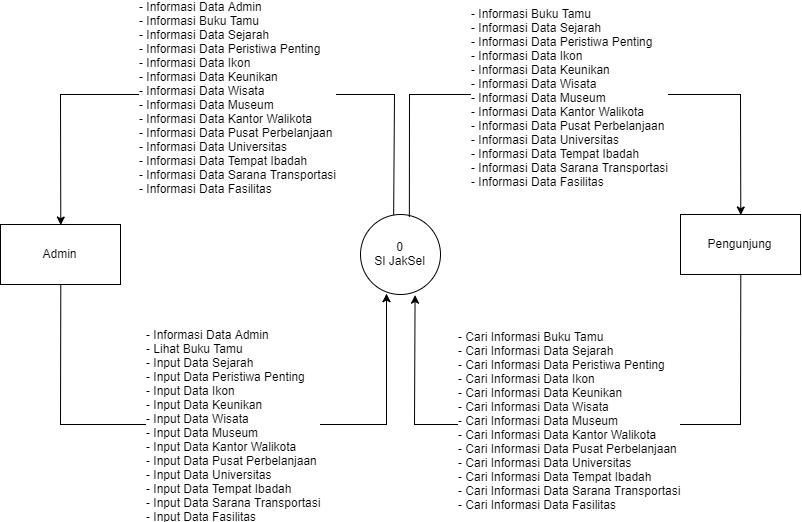 - Informasi Data Admin
- Informasi Buku Tamu
- Informasi Data Sejarah
- Informasi Data Peristiwa Penting
- Informasi Data Ikon
- Informasi Data Keunikan
- Informasi Data Wisata
- Informasi Data Museum
- Informasi Data Kantor Walikota
- Informasi Data Pusat Perbelanjaan
- Informasi Data Universitas
- Informasi Data Tempat Ibadah
- Informasi Data Sarana Transportasi
- Informasi Data Fasilitas
- Informasi Buku Tamu
- Informasi Data Sejarah
- Informasi Data Peristiwa Penting
- Informasi Data Ikon
- Informasi Data Keunikan
- Informasi Data Wisata
- Informasi Data Museum
- Informasi Data Kantor Walikota
- Informasi Data Pusat Perbelanjaan
- Informasi Data Universitas
- Informasi Data Tempat Ibadah
- Informasi Data Sarana Transportasi
- Informasi Data Fasilitas
Admin
0
SI JakSel
Pengunjung
- Informasi Data Admin
- Lihat Buku Tamu
- Input Data Sejarah
- Input Data Peristiwa Penting
- Input Data Ikon
- Input Data Keunikan
- Input Data Wisata
- Input Data Museum
- Input Data Kantor Walikota
- Input Data Pusat Perbelanjaan
- Input Data Universitas
- Input Data Tempat Ibadah
- Input Data Sarana Transportasi
- Input Data Fasilitas
- Cari Informasi Buku Tamu
- Cari Informasi Data Sejarah
- Cari Informasi Data Peristiwa Penting
- Cari Informasi Data Ikon
- Cari Informasi Data Keunikan
- Cari Informasi Data Wisata
- Cari Informasi Data Museum
- Cari Informasi Data Kantor Walikota
- Cari Informasi Data Pusat Perbelanjaan
- Cari Informasi Data Universitas
- Cari Informasi Data Tempat Ibadah
- Cari Informasi Data Sarana Transportasi
- Cari Informasi Data Fasilitas